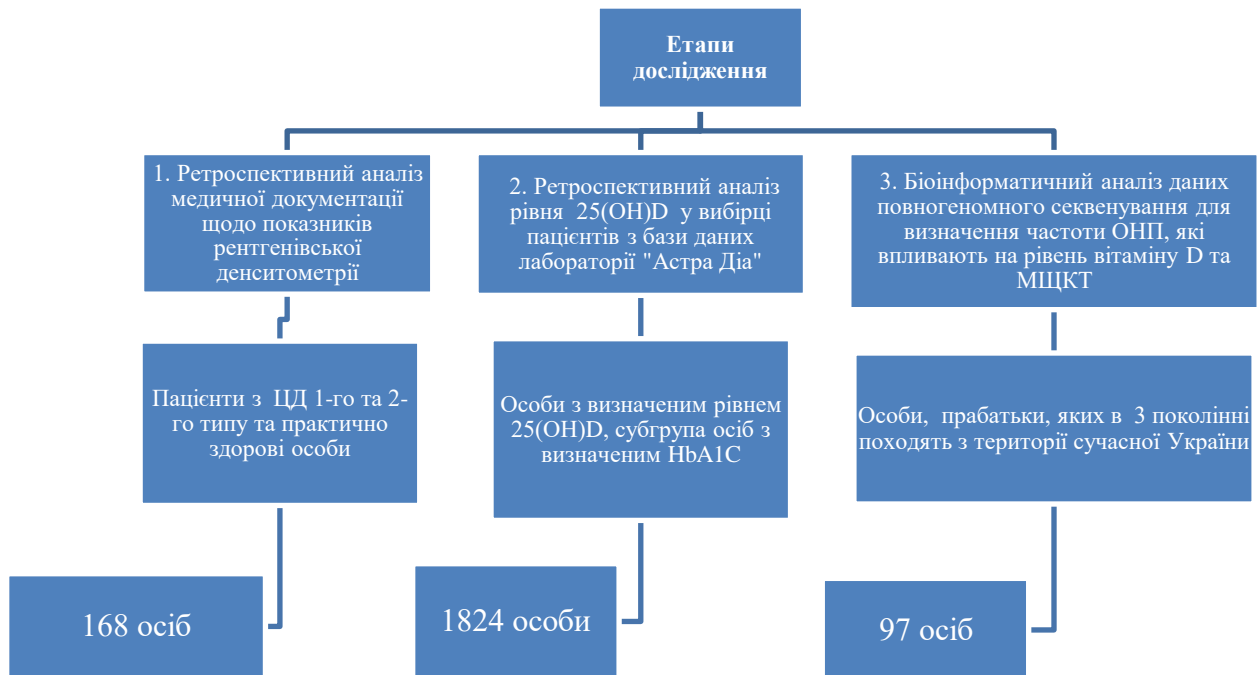 Етапи
дослідження
1. Ретроспективний аналіз
медичної документації
щодо показників
рентгенівської
денситометрії
2. Ретроспективний аналіз
рівня 25(ОН)D у вибірці
пацієнтів з бази даних
лабораторії "Астра Діа"
3. Біоінформатичний аналіз даних
повногеномного секвенування для
визначення частоти ОНП, які
впливають на рівень вітаміну D та
МЩКТ
Пацієнти з ЦД 1-го та 2-
го типу та практично
здорові особи
Особи з визначеним рівнем
25(ОН)D, субгрупа осіб з
визначеним HbA1C
Особи, прабатьки, яких в 3 поколінні
походять з території сучасної України
168 осіб
1824 особи
97 осіб